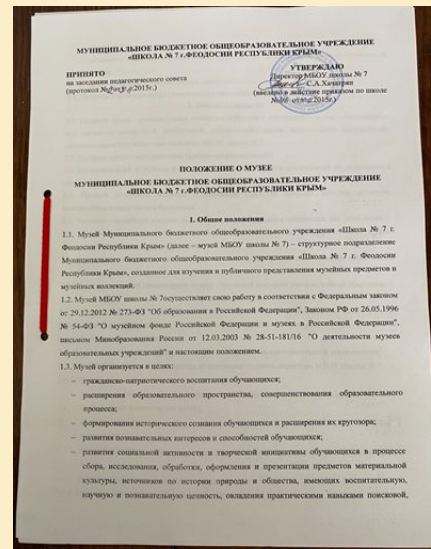 МУНИЦИПАЛЬНОЕ БЮДЖЕТНОЕ ОБЩЕОБРАЗОВАТЕЛЬНОЕ УЧРЕЖДЕНИЕ
«ШКОЛА № 7 г.ФЕОДОСИИ РЕСПУБЛИКИ КРЫМ»
ПРИНЯТО
на заседании педагогического совета
(протокол № 2015г.)
УТВЕРЖДАЮ
Директор МБОУ школы № 7
С.А.Хачатрян
(введено в действие приказом по школе
№ 2015г.)
ПОЛОЖЕНИЕ О МУЗЕЕ
МУНИЦИПАЛЬНОЕ БЮДЖЕТНОЕ ОБЩЕОБРАЗОВАТЕЛЬНОЕ УЧРЕЖДЕНИЕ
«ШКОЛА № 7 г.ФЕОДОСИИ РЕСПУБЛИКИ КРЫМ»
1. Общое положения
1.1. Музей Муниципального бюджетного общеобразовательного учреждения «Школа № 7 г.
Феодосии Республики Крым» (далее – музей МБОУ школы № 7) – структурное подразделение
Муниципального бюджетного общеобразовательного учреждения «Школа № 7 г. Феодосии
Республики Крым», созданное для изучения и публичного представления музейных предметов и
музейных коллекций.
1.2. Музей МБОУ школы № 7осуществляет свою работу в соответствии с Федеральным законом
от 29.12.2012 № 273-ФЗ "Об образовании в Российской Федерации", Законом РФ от 26.05.1996
№ 54-ФЗ "О музейном фонде Российской Федерации и музеях в Российской Федерации",
письмом Минобразования России от 12.03.2003 № 28-51-181/16 "О деятельности музеев
образовательных учреждений" и настоящим положением.
1.3. Музей организуется в целях:
– гражданско-патриотического воспитания обучающихся;
– расширения образовательного пространства, совершенствования образовательного
процесса;
– формирования исторического сознания обучающихся и расширения их кругозора;
– развития познавательных интересов и способностей обучающихся;
– развития социальной активности и творческой инициативы обучающихся в процессе
сбора, исследования, обработки, оформления и презентации предметов материальной
культуры, источников по истории природы и общества, имеющих воспитательную,
научную и познавательную ценность, овладения практическими навыками поисковой,